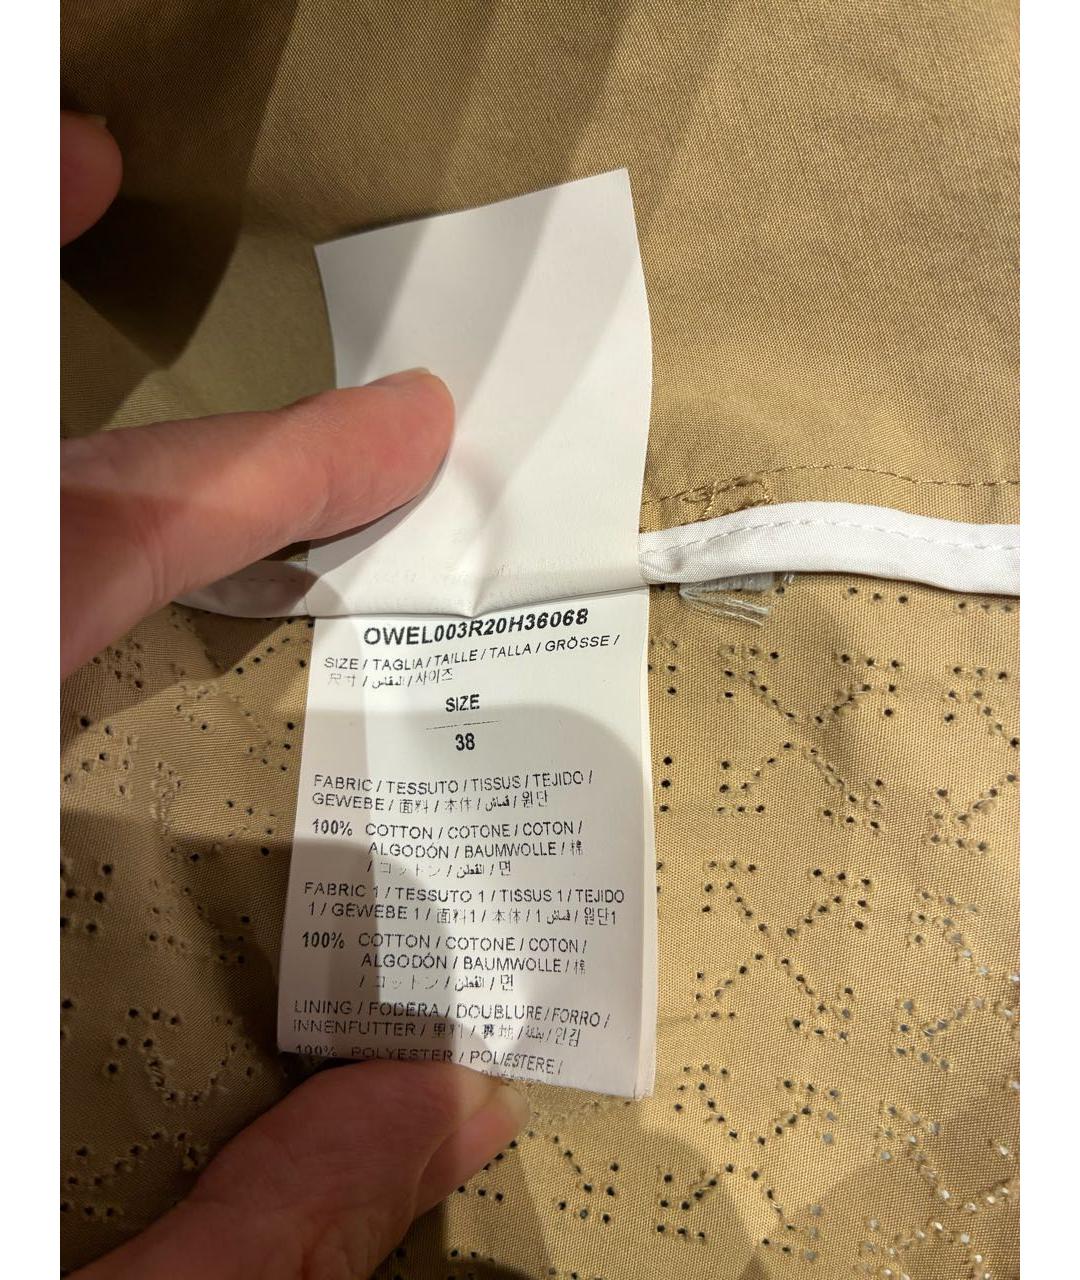 OWEL003R20H36068
SIZE / TAGLIA / TAILLE / TALLA / GRÖSSE /
尺寸 / المقاس / 사이즈
SIZE
38
FABRIC / TESSUTO / TISSUS / TEJIDO /
GEWEBE / 面料 / 本体 / قماش / 원단
100% COTTON / COTONE / COTON /
ALGODÓN / BAUMWOLLE / 棉
/ コットン / القطن / 면
FABRIC 1 / TESSUTO 1 / TISSUS 1 / TEJIDO
1 / GEWEBE 1 / 面料1 / 本体 / 1 قماش / 원단1
100% COTTON / COTONE / COTON /
ALGODÓN / BAUMWOLLE / 棉
/ コットン / القطن / 면
LINING / FODERA / DOUBLURE / FORRO /
INNENFUTTER / 里料 / 裏地 / بطانة / 안감
100% POLYESTER / POLIESTERE /